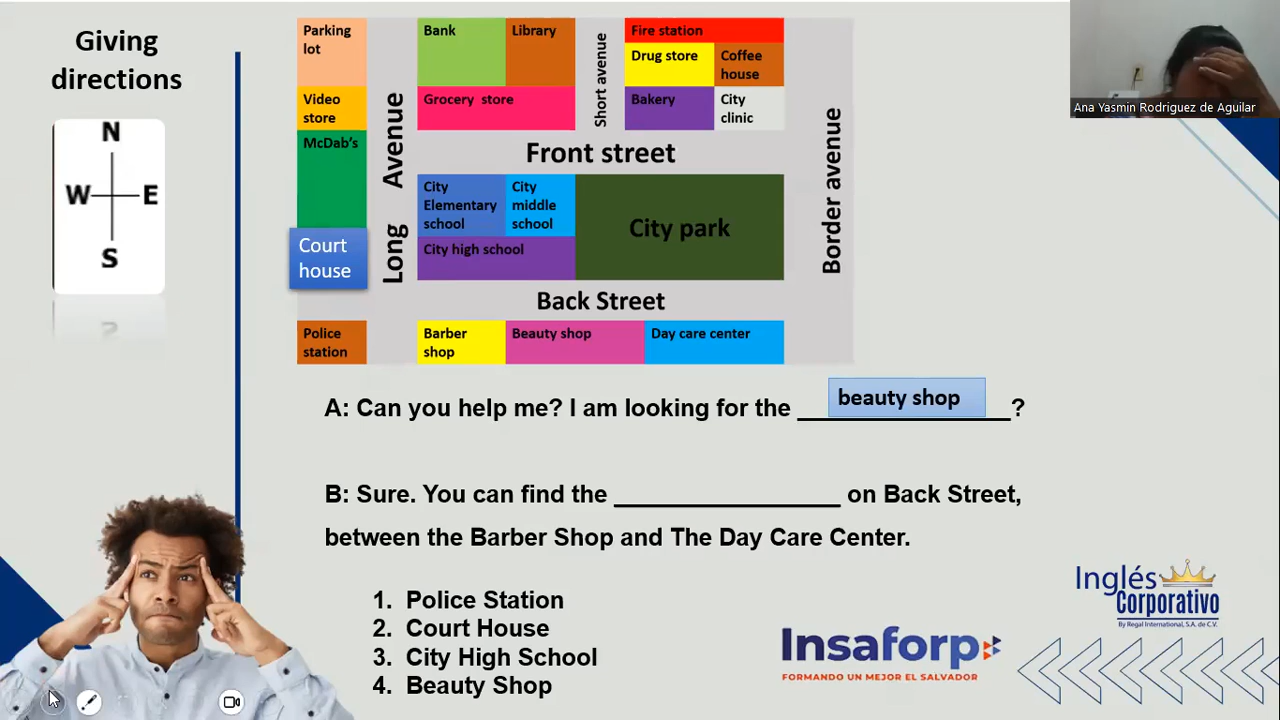 Giving
directions
N
W E
S
Parking
lot
Video
store
McDab's
Court
house
Police
station
Long Avenue
Bank
Library
Grocery store
Short avenue
Fire station
Drug store
Coffee
house
Bakery
City
clinic
Front street
City
Elementary
school
City
middle
school
City high school
City park
Border avenue
Back Street
Barber
shop
Beauty shop
Day care center
Ana Yasmin Rodriguez de Aguilar
A: Can you help me? I am looking for the beauty shop ?
B: Sure. You can find the ________________ on Back Street,
between the Barber Shop and The Day Care Center.
1. Police Station
2. Court House
3. City High School
4. Beauty Shop
Insaforp
FORMANDO UN MEJOR EL SALVADOR
Inglés
Corporativo
By Regal International, S.A. de C.V.